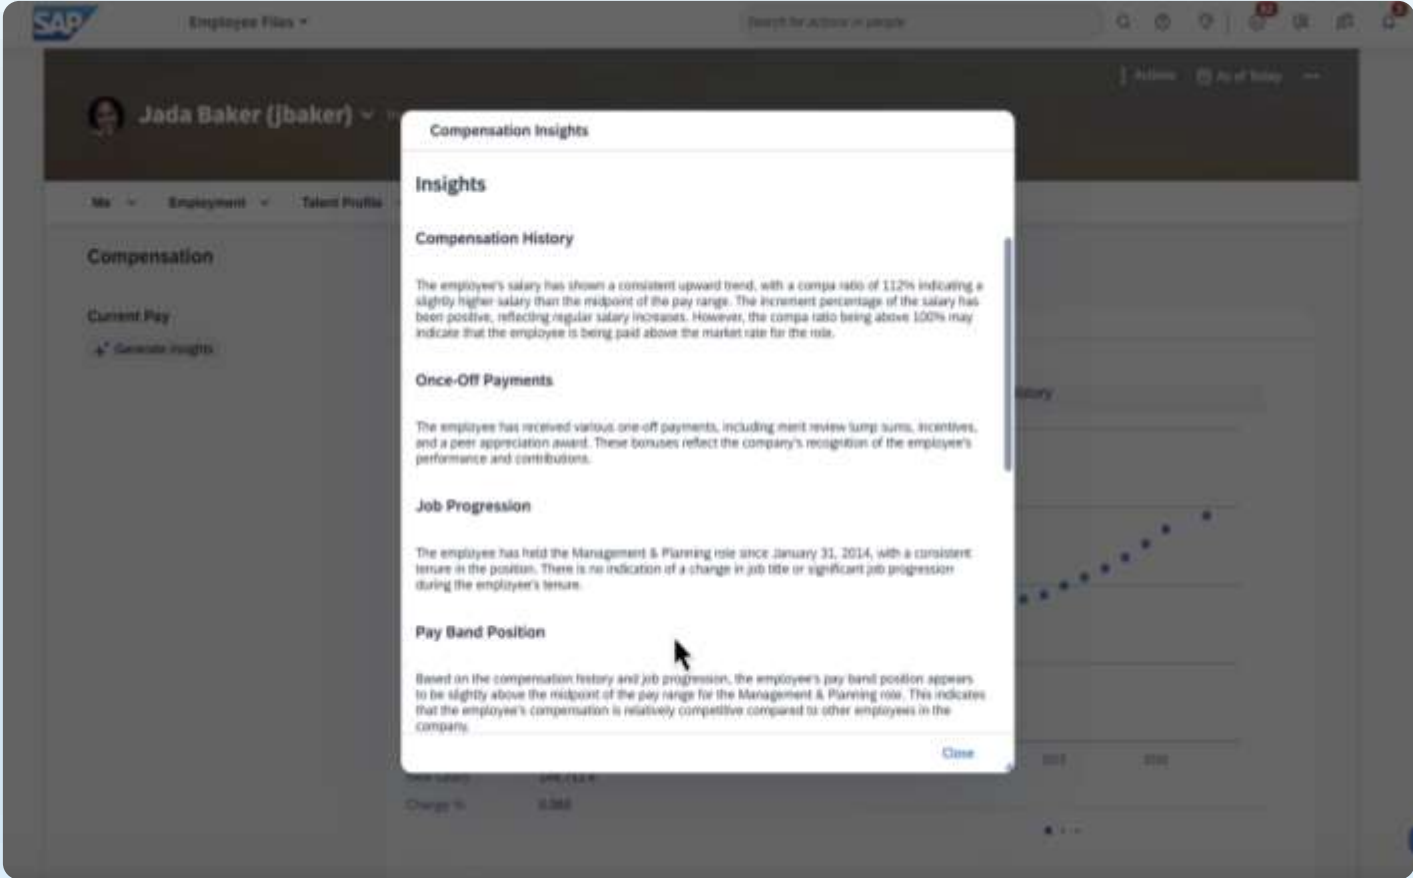 SAP
Employee Files
Search for actions or people
Actions
As of Today
Jada Baker (jbaker)
Me
Employment
Talent Profile
Compensation
Current Pay
Generate Insights
Compensation Insights
Insights
Compensation History
The employee's salary has shown a consistent upward trend, with a compa ratio of 112% indicating a
slightly higher salary than the midpoint of the pay range. The increment percentage of the salary has
been positive, reflecting regular salary increases. However, the compa ratio being above 100% may
indicate that the employee is being paid above the market rate for the role.
Once-Off Payments
The employee has received various one-off payments, including merit review lump sums, incentives,
and a peer appreciation award. These bonuses reflect the company's recognition of the employee's
performance and contributions.
Job Progression
The employee has held the Management & Planning role since January 31, 2014, with a consistent
tenure in the position. There is no indication of a change in job title or significant job progression
during the employee's tenure.
Pay Band Position
Based on the compensation history and job progression, the employee's pay band position appears
to be slightly above the midpoint of the pay range for the Management & Planning role. This indicates
that the employee's compensation is relatively competitive compared to other employees in the
company.
Close
Change %